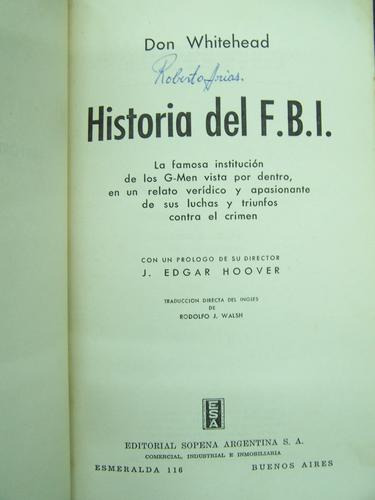 Don Whitehead
Roberto Arias.
Historia del F.B.I.
La famosa institución
de los G-Men vista por dentro,
en un relato verídico y apasionante
de sus luchas y triunfos
contra el crimen
CON UN PROLOGO DE SU DIRECTOR
J. EDGAR HOOVER
TRADUCCION DIRECTA DEL INGLES
DE
RODOLFO J. WALSH
ESA
EDITORIAL SOPENA ARGENTINA S. A.
COMERCIAL, INDUSTRIAL E INMOBILIARIA
ESMERALDA 116 BUENOS AIRES